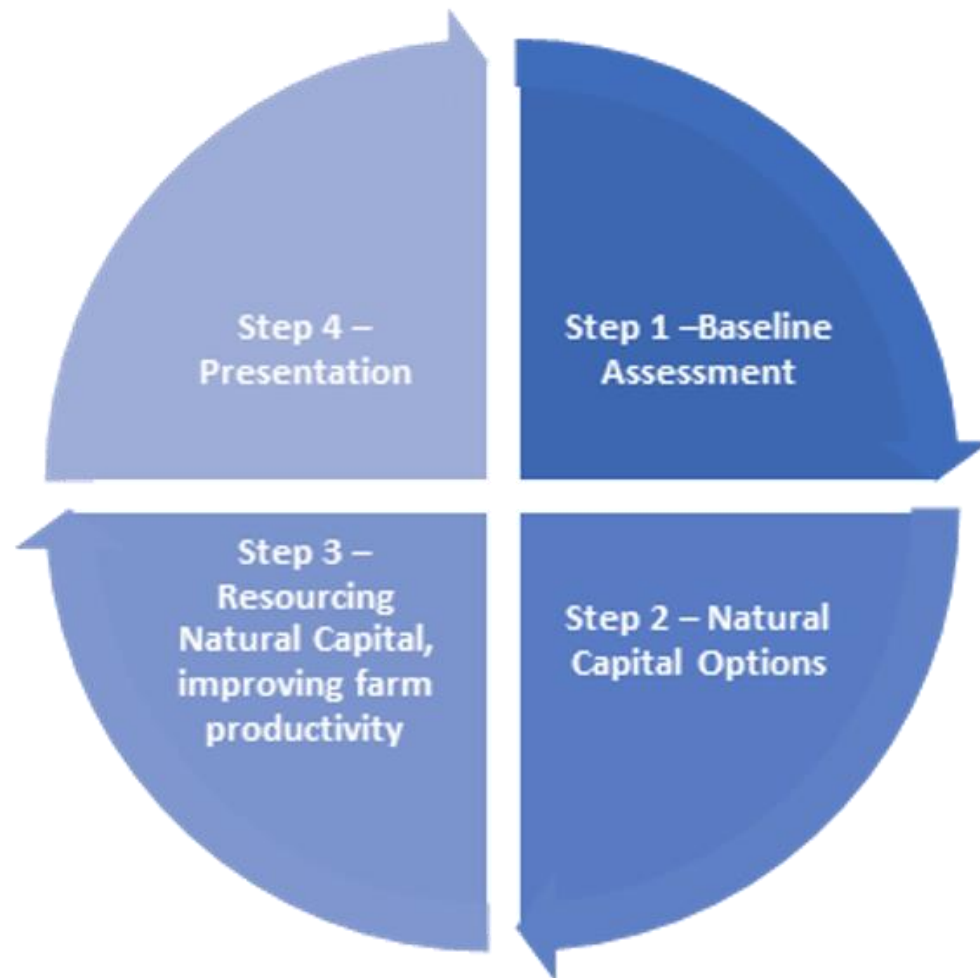 Step 1 –Baseline
Assessment
Step 2 – Natural
Capital Options
Step 3 –
Resourcing
Natural Capital,
improving farm
productivity
Step 4 –
Presentation